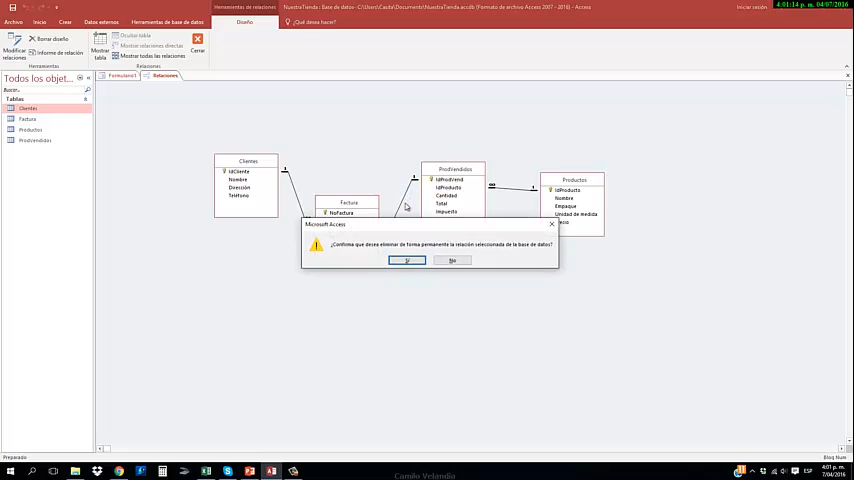 Herramientas de relación
NuestraTienda : Base de datos- C:\Users\Casita\Documents\NuestraTienda.accdb (Formato de archivo Access 2007 - 2016) - Access
Iniciar sesión
4:01:14 p.m. 04/07/2016
Archivo
Inicio
Crear
Datos externos
Herramientas de base de datos
Diseño
¿Qué desea hacer?
Modificar relaciones
Borrar diseño
Informe de relación
Herramientas
Mostrar tabla
Ocultar tabla
Mostrar relaciones directas
Mostrar todas las relaciones
Relaciones
Cerrar
Todos los objet...
Buscar...
Tablas
Clientes
Factura
Productos
ProdVendidos
Formulario1
Relaciones
Clientes
IdCliente
Nombre
Dirección
Teléfono
1
Factura
NoFactura
1
ProdVendidos
IdProdVend
IdProducto
Cantidad
Total
Impuesto
∞
1
Productos
IdProducto
Nombre
Empaque
Unidad de medida
Microsoft Access
¿Confirma que desea eliminar de forma permanente la relación seleccionada de la base de datos?
Sí
No
Preparado
Bloq Num
Camilo Velandia
ESP
4:01 p. m.
7/04/2016